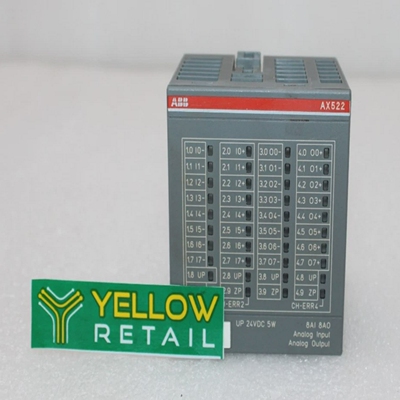 ABB AX522
1.0 I0- 2.0 I0+ 3.0 O0- 4.0 O0+
1.1 I1- 2.1 I1+ 3.1 O1- 4.1 O1+
1.2 I2- 2.2 I2+ 3.2 O2- 4.2 O2+
1.3 I3- 2.3 I3+ 3.3 O3- 4.3 O3+
1.4 I4- 2.4 I4+ 3.4 O4- 4.4 O4+
1.5 I5- 2.5 I5+ 3.5 O5- 4.5 O5+
1.6 I6- 2.6 I6+ 3.6 O6- 4.6 O6+
1.7 I7- 2.7 I7+ 3.7 O7- 4.7 O7+
1.8 UP 2.8 UP 3.8 UP 4.8 UP
3.9 ZP 4.9 ZP
CH-ERR2 CH-ERR4
UP 24VDC 5W 8AI 8AO
Analog Input
Analog Output
YELLOW
RETAIL